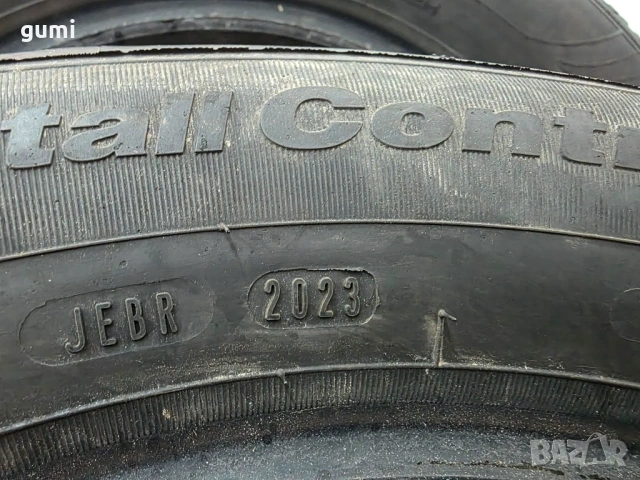 gumi
tall Cont
JEBR 2023
BAZAR